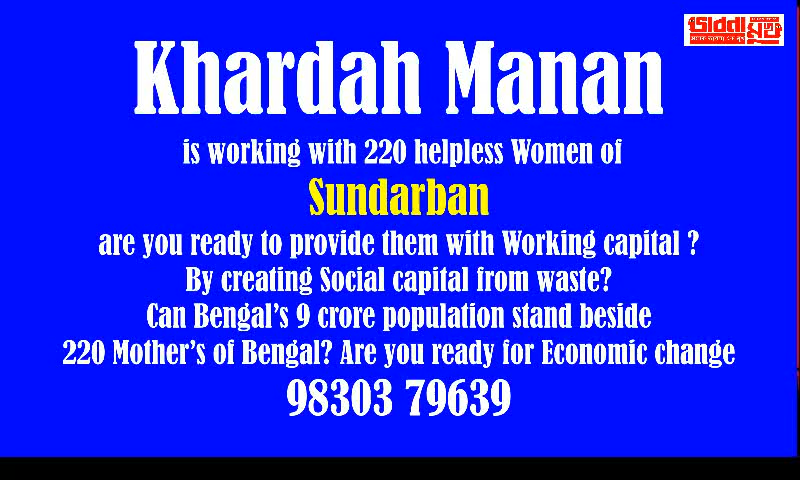 Khardah Manan
is working with 220 helpless Women of
Sundarban
are you ready to provide them with Working capital ?
By creating Social capital from waste?
Can Bengal's 9 crore population stand beside
220 Mother's of Bengal? Are you ready for Economic change
98303 79639